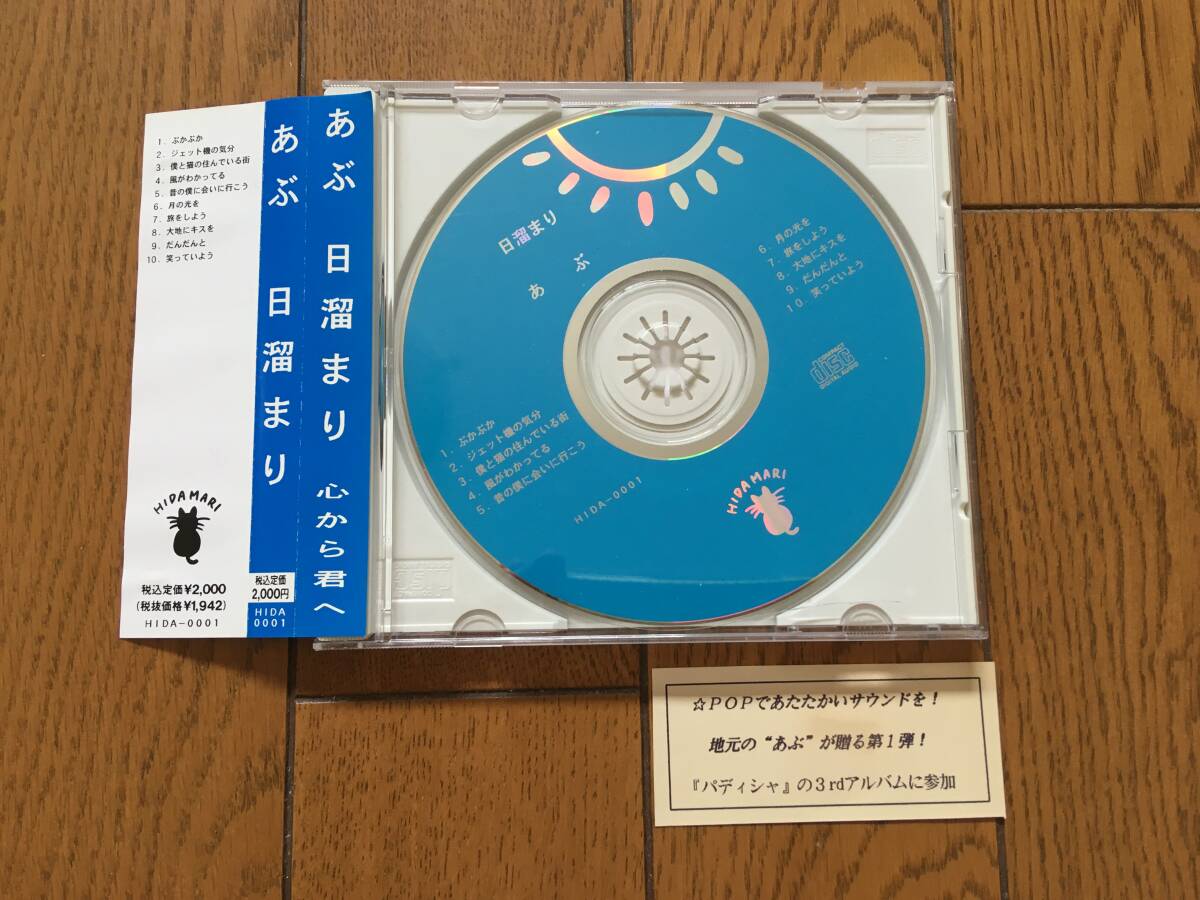 1. ぷかぷか
2. ジェット機の気分
3. 僕と猫の住んでいる街
4. 風がわかってる
5. 昔の僕に会いに行こう
6. 月の光を
7. 旅をしよう
8. 大地にキスを
9. だんだんと
10. 笑っていよう
HIDAMARI
税込定価¥2,000
(税抜価格¥1,942)
HIDA-0001
あぶ 日溜まり
税込定価
2,000円
HIDA
0001
あぶ 日溜まり 心から君へ
日溜まり
あぶ
6. 月の光を
7. 旅をしよう
8. 大地にキスを
9. だんだんと
10. 笑っていよう
COMPACT
disc
DIGITAL AUDIO
1. ぷかぷか
2. ジェット機の気分
3. 僕と猫の住んでいる街
4. 風がわかってる
5. 昔の僕に会いに行こう
HIDA-0001
HIDAMARI
☆POPであたたかいサウンドを!
地元の“あぶ”が贈る第1弾!
『パディシャ』の3rdアルバムに参加